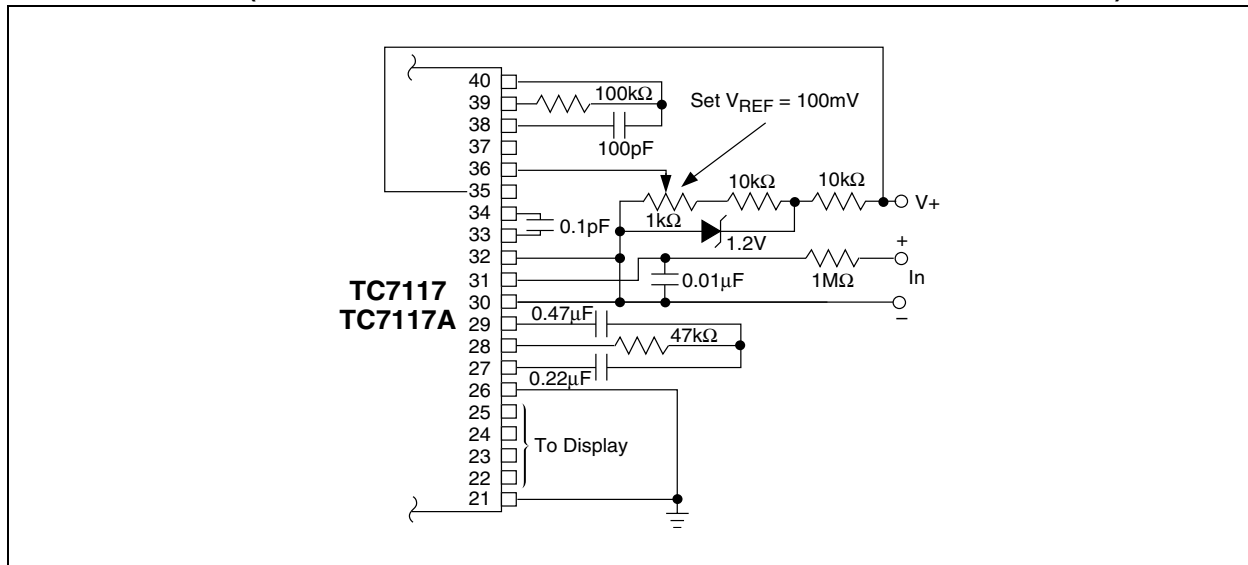 40
39
38
37
36
35
34
33
32
31
30
29
28
27
26
25
24
23
22
21
TC7117
TC7117A
100kΩ
100pF
Set VREF = 100mV
10kΩ
10kΩ
V+
1kΩ
1.2V
0.1pF
+
In
–
1MΩ
0.01µF
0.47µF
47kΩ
0.22µF
To Display